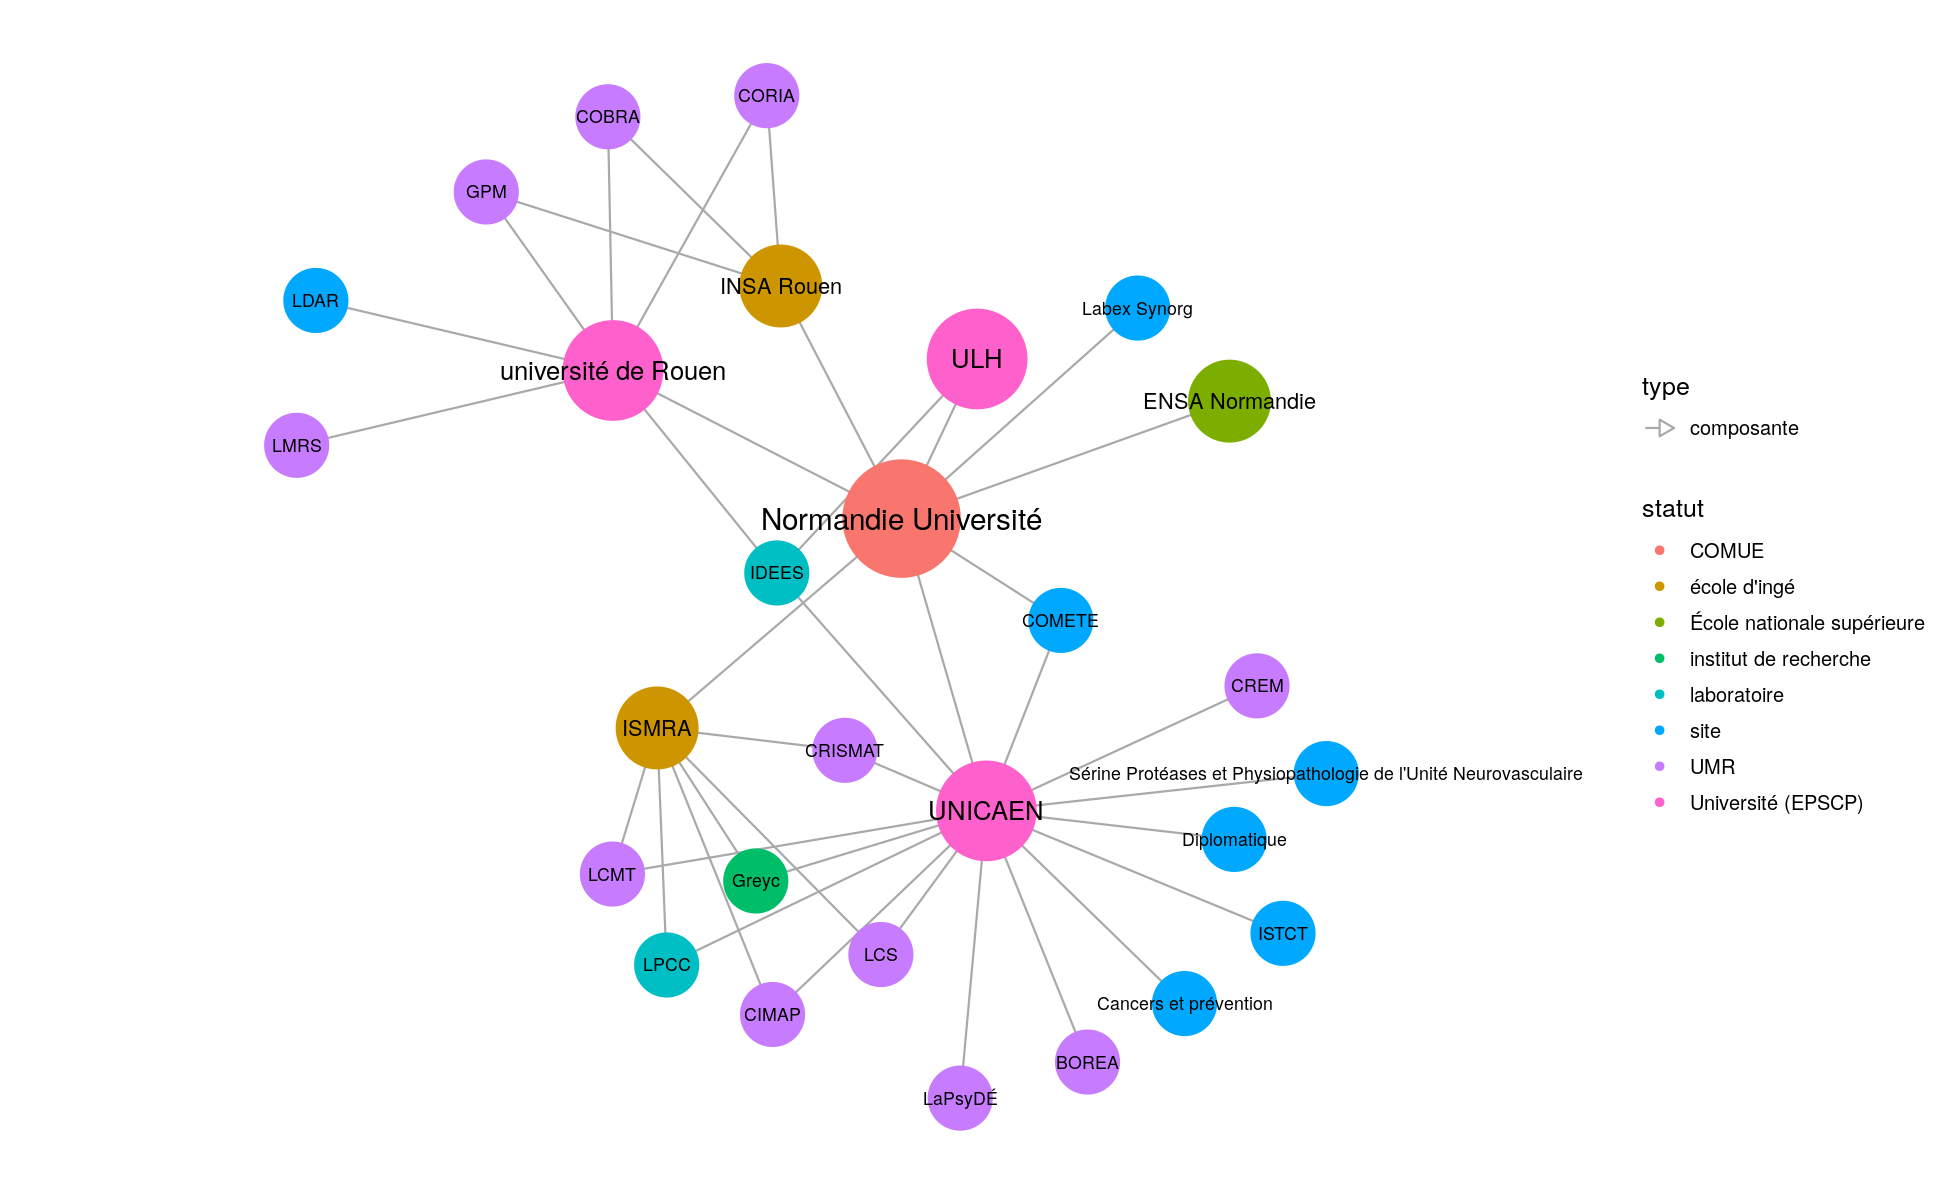 CORIA
COBRA
GPM
INSA Rouen
LDAR
Labex Synorg
ULH
université de Rouen
ENSA Normandie
LMRS
Normandie Université
IDEES
COMETE
CREM
ISMRA
CRISMAT
Sérine Protéases et Physiopathologie de l'Unité Neurovasculaire
UNICAEN
Diplomatique
LCMT
Greyc
ISTCT
LCS
LPCC
Cancers et prévention
CIMAP
BOREA
LaPsyDÉ
type
composante
statut
COMUE
école d'ingé
École nationale supérieure
institut de recherche
laboratoire
site
UMR
Université (EPSCP)